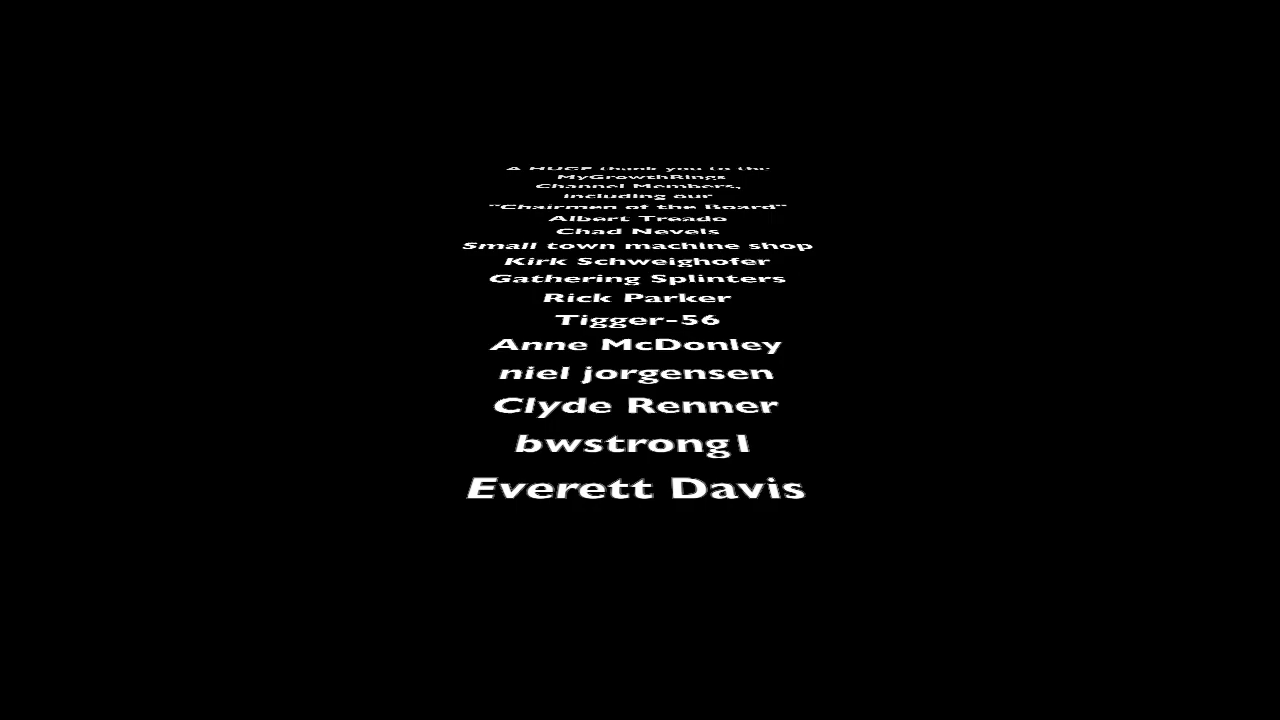 A HUGE thank you to the
MyGrowthRings
Channel Members,
including our
"Chairmen of the Board"
Albert Treado
Chad Nevels
Small town machine shop
Kirk Schweighofer
Gathering Splinters
Rick Parker
Tigger-56
Anne McDonley
niel jorgensen
Clyde Renner
bwstrong1
Everett Davis